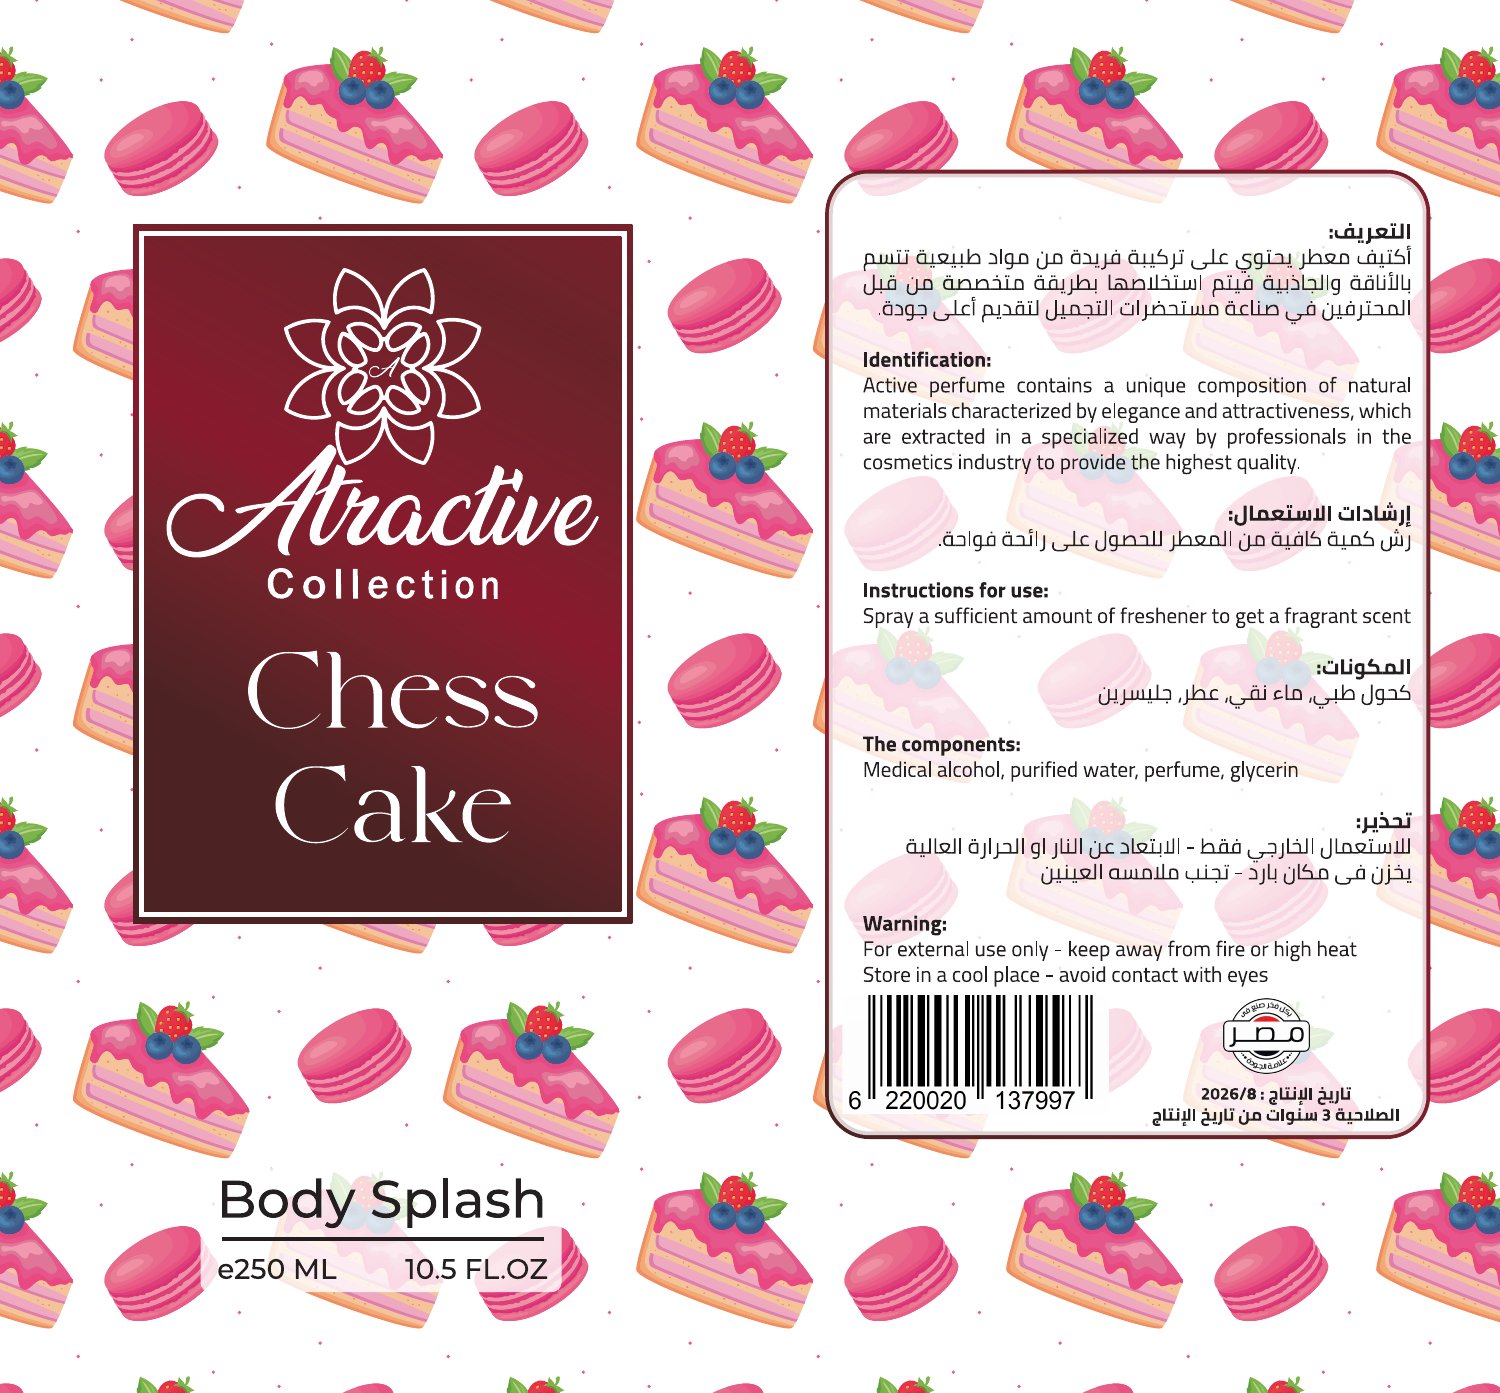 A
Atractive
Collection
Chess
Cake
Body Splash
e250 ML 10.5 FL.OZ
التعريف:
أكتيف معطر يحتوي على تركيبة فريدة من مواد طبيعية تتسم
بالأناقة والجاذبية فيتم استخلاصها بطريقة متخصصة من قبل
المحترفين في صناعة مستحضرات التجميل لتقديم أعلى جودة.
Identification:
Active perfume contains a unique composition of natural
materials characterized by elegance and attractiveness, which
are extracted in a specialized way by professionals in the
cosmetics industry to provide the highest quality.
إرشادات الاستعمال:
رش كمية كافية من المعطر للحصول على رائحة فواحة.
Instructions for use:
Spray a sufficient amount of freshener to get a fragrant scent
المكونات:
كحول طبي, ماء نقي, عطر, جليسرين
The components:
Medical alcohol, purified water, perfume, glycerin
تحذير:
للاستعمال الخارجي فقط - الابتعاد عن النار او الحرارة العالية
يخزن فى مكان بارد - تجنب ملامسه العينين
Warning:
For external use only - keep away from fire or high heat
Store in a cool place - avoid contact with eyes
6 220020 137997
بكل فخر صنع في
مصر
علامة الجودة
تاريخ الإنتاج : 2026/8
الصلاحية 3 سنوات من تاريخ الإنتاج